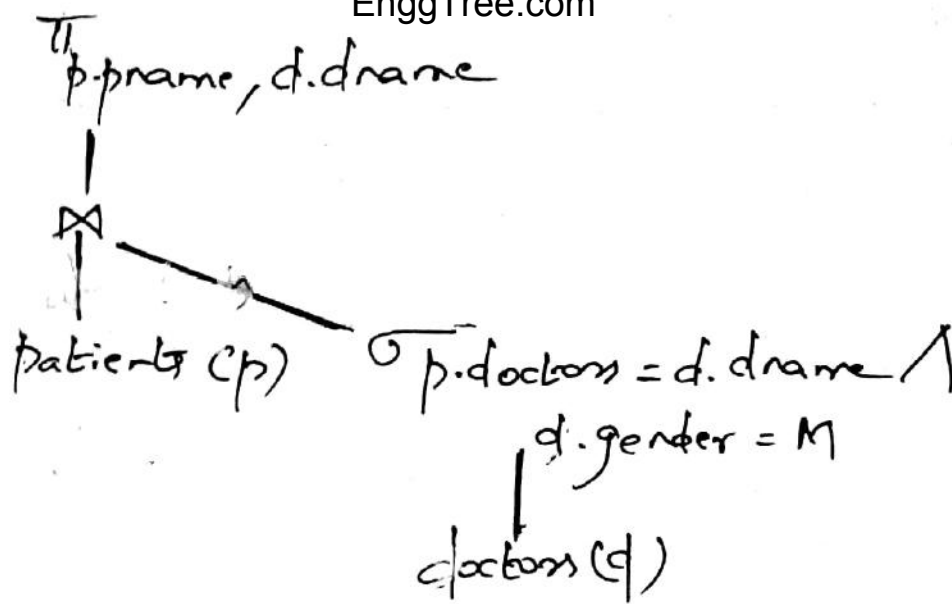 EnggTree.com
π p.pname, d.dname
⋈
patients (p) σ p.doctors = d.dname ∧
d.gender = M
doctors (d)